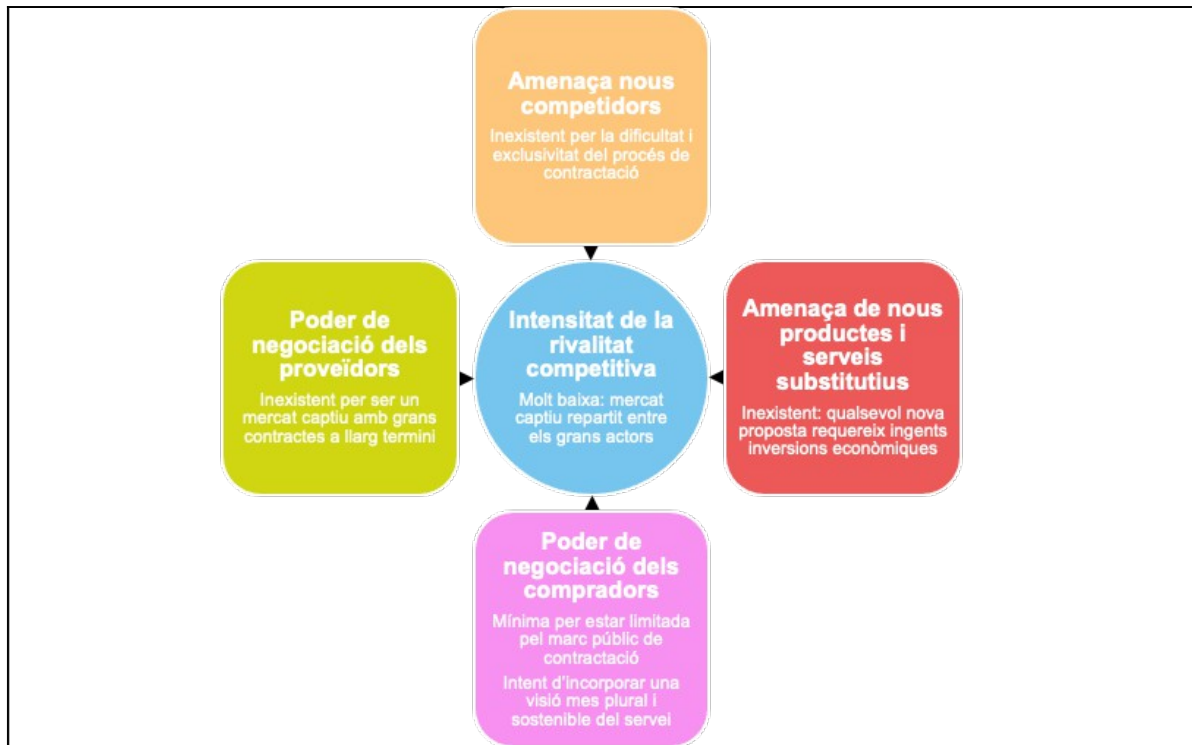 Amenaça nous
competidors
Inexistent per la dificultat i
exclusivitat del procés de
contractació
Poder de
negociació dels
proveïdors
Inexistent per ser un
mercat captiu amb grans
contractes a llarg termini
Intensitat de la
rivalitat
competitiva
Molt baixa: mercat
captiu repartit entre
els grans actors
Amenaça de nous
productes i
serveis
substitutius
Inexistent: qualsevol nova
proposta requereix ingents
inversions econòmiques
Poder de
negociació dels
compradors
Mínima per estar limitada
pel marc públic de
contractació
Intent d'incorporar una
visió mes plural i
sostenible del servei